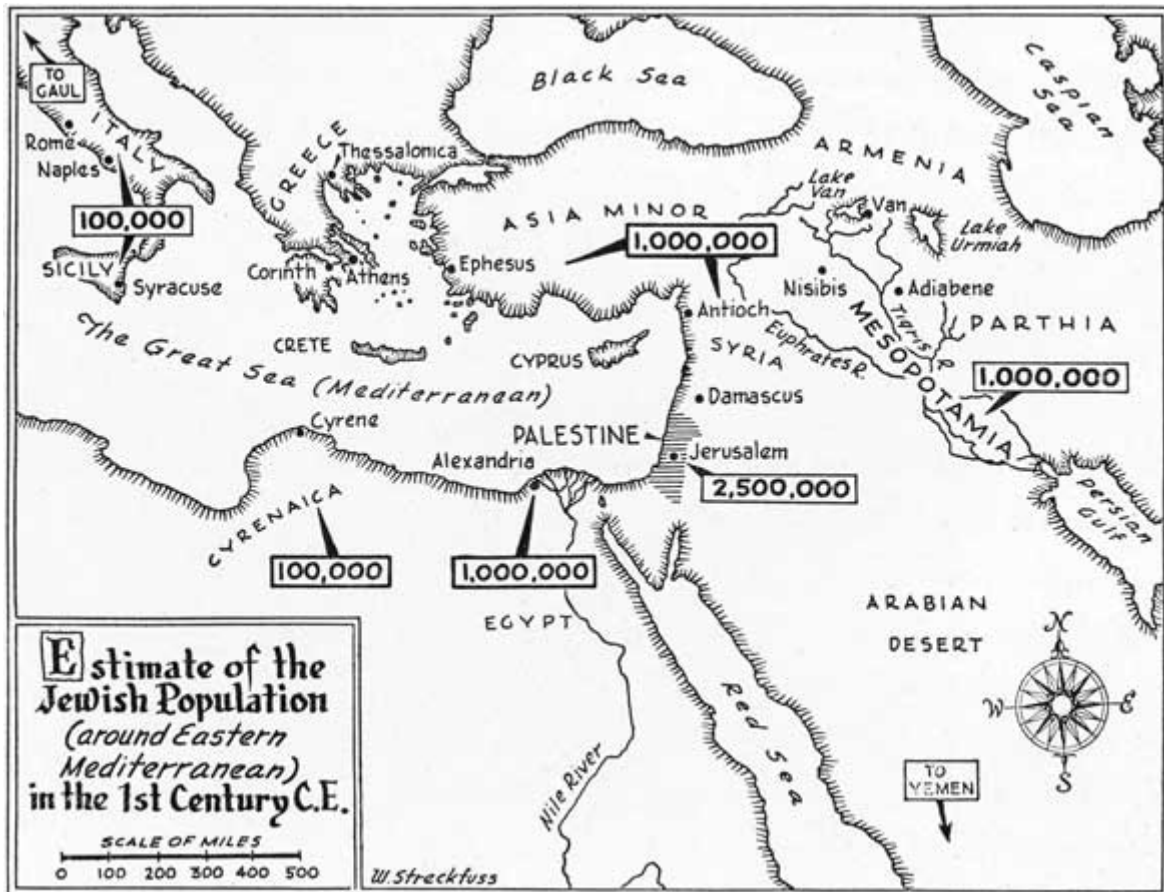 TO
GAUL
ITALY
Rome
Naples
100,000
SICILY
Syracuse
GREECE
Thessalonica
Corinth
Athens
Black Sea
Caspian
Sea
ARMENIA
Lake
Van
Van
Lake
Urmiah
ASIA MINOR
1,000,000
Ephesus
Antioch
Nisibis
Adiabene
Tigris R.
MESOPOTAMIA
PARTHIA
1.000,000
The Great Sea (Mediterranean)
CRETE
CYPRUS
SYRIA
Euphrates R.
Damascus
Cyrene
PALESTINE
Jerusalem
2,500,000
Alexandria
CYRENAICA
100,000
1,000,000
EGYPT
Persian
Gulf
ARABIAN
DESERT
Red Sea
Nile River
N
W
E
S
TO
YEMEN
Estimate of the
Jewish Population
(around Eastern
Mediterranean)
in the 1st Century C.E.
SCALE OF MILES
0 100 200 300 400 500
W. Streckfuss